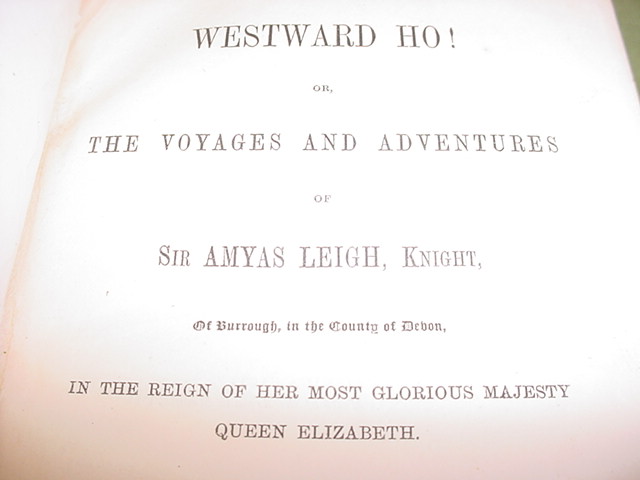 WESTWARD HO!
OR,
THE VOYAGES AND ADVENTURES
OF
SIR AMYAS LEIGH, KNIGHT,
Of Burrough, in the County of Devon,
IN THE REIGN OF HER MOST GLORIOUS MAJESTY
QUEEN ELIZABETH.